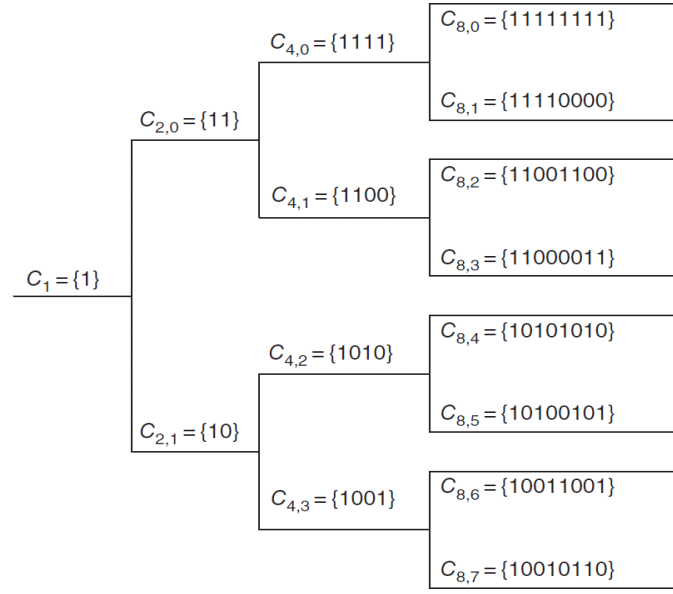 C8,0 = {11111111}
C4,0 = {1111}
C8,1 = {11110000}
C2,0 = {11}
C8,2 = {11001100}
C4,1 = {1100}
C8,3 = {11000011}
C1 = {1}
C8,4 = {10101010}
C4,2 = {1010}
C8,5 = {10100101}
C2,1 = {10}
C8,6 = {10011001}
C4,3 = {1001}
C8,7 = {10010110}